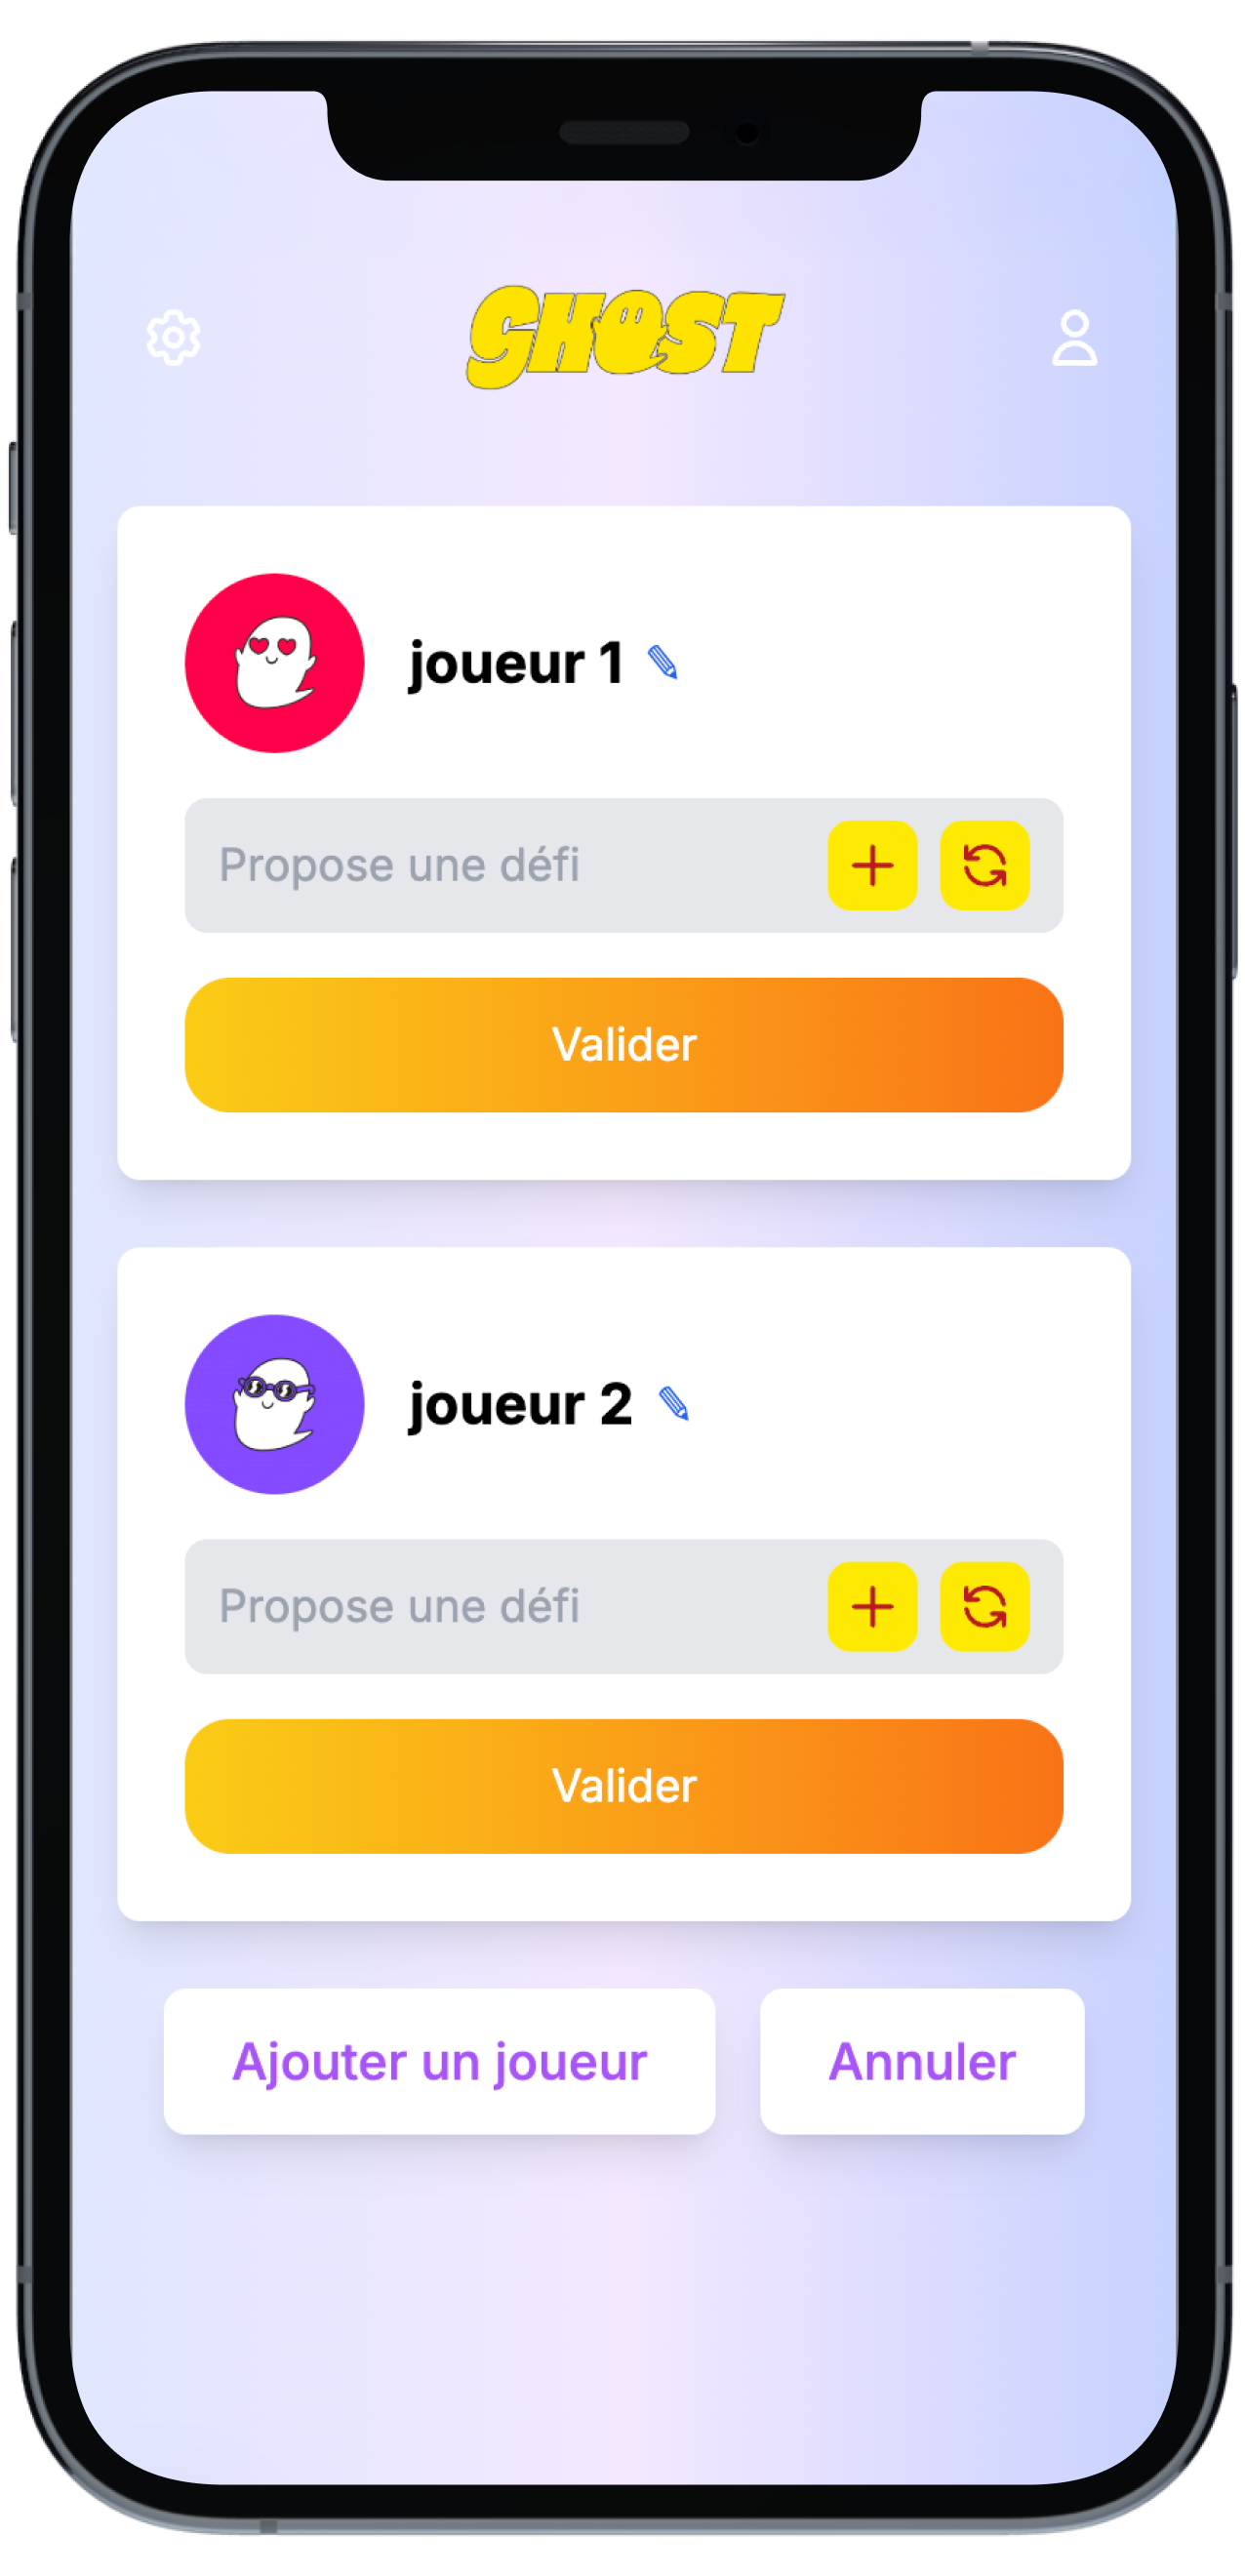 GHOST
joueur 1
Propose une défi
Valider
joueur 2
Propose une défi
Valider
Ajouter un joueur
Annuler